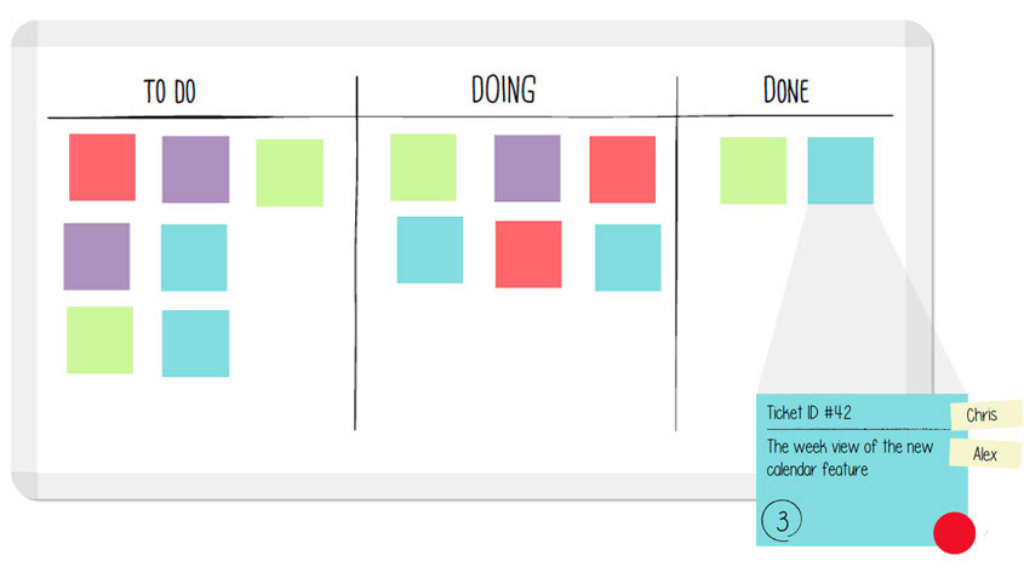 TO DO
DOING
DONE
Ticket ID #42
Chris
The week view of the new
calendar feature
Alex
3